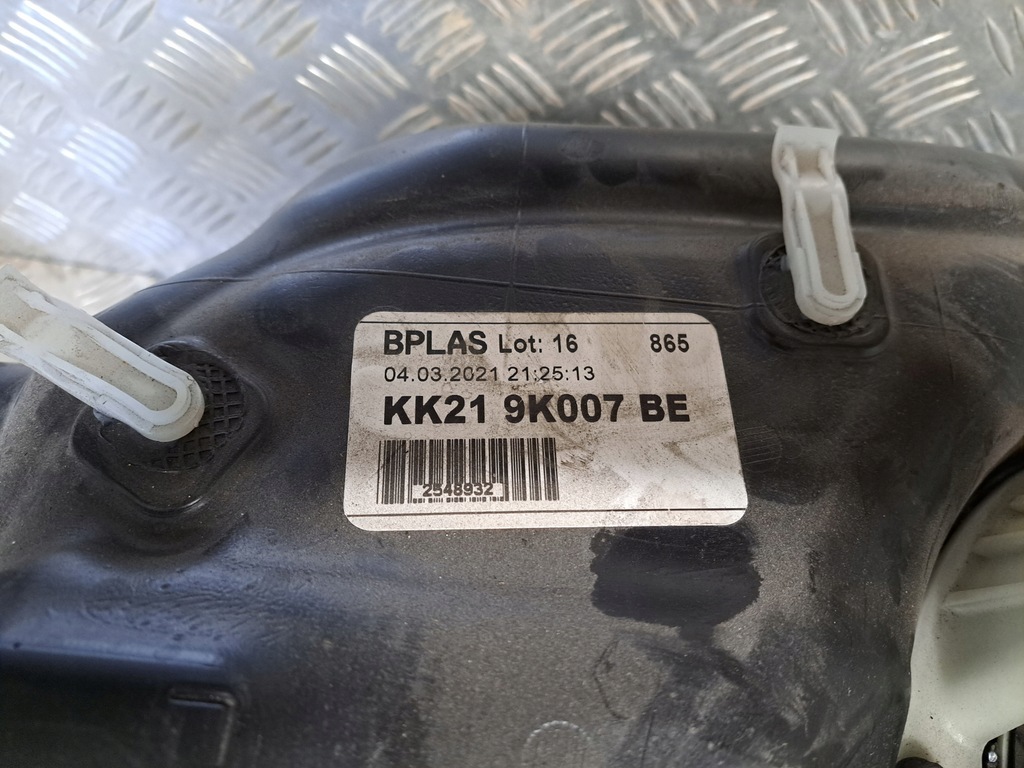 BPLAS Lot: 16 865
04.03.2021 21:25:13
KK21 9K007 BE
2548932